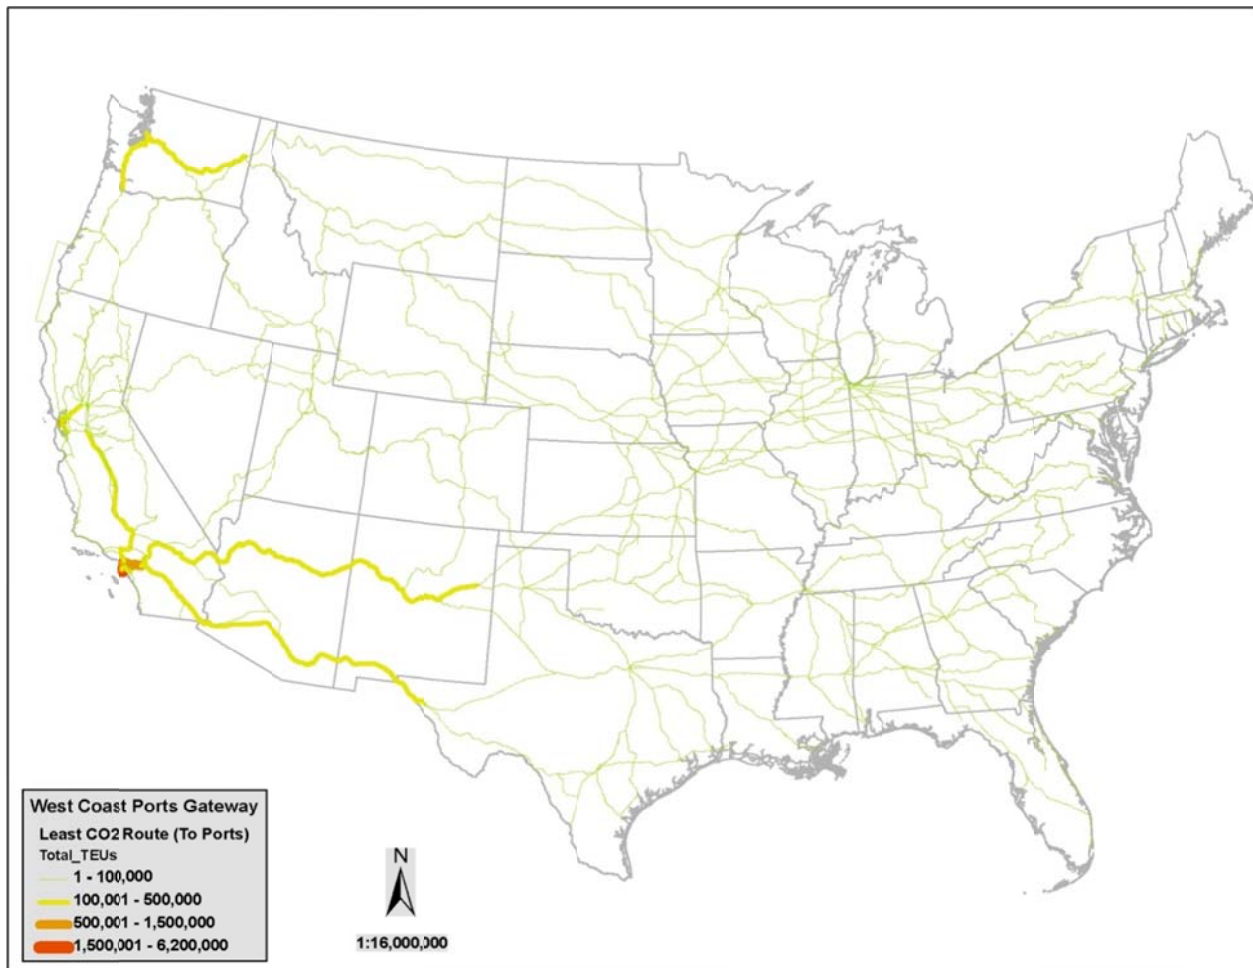 West Coast Ports Gateway
Least CO2 Route (To Ports)
Total_TEUs
1 - 100,000
100,001 - 500,000
500,001 - 1,500,000
1,500,001 - 6,200,000
N
1:16,000,000